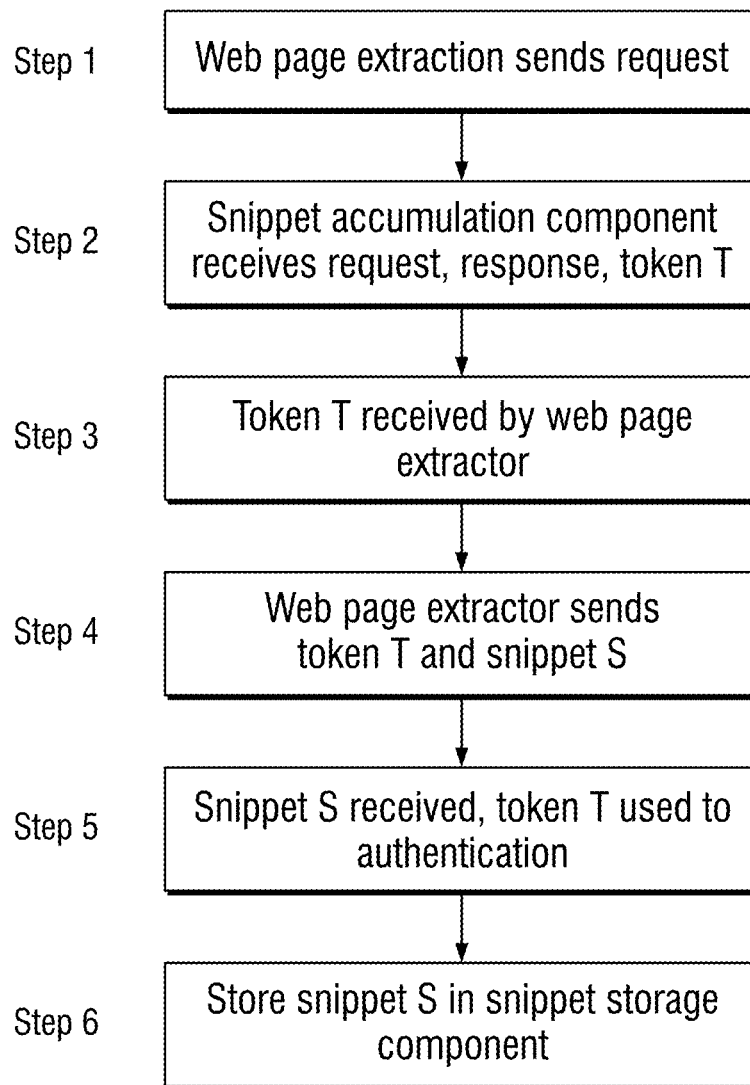 Step 1
Web page extraction sends request
Step 2
Snippet accumulation component
receives request, response, token T
Step 3
Token T received by web page
extractor
Step 4
Web page extractor sends
token T and snippet S
Step 5
Snippet S received, token T used to
authentication
Step 6
Store snippet S in snippet storage
component